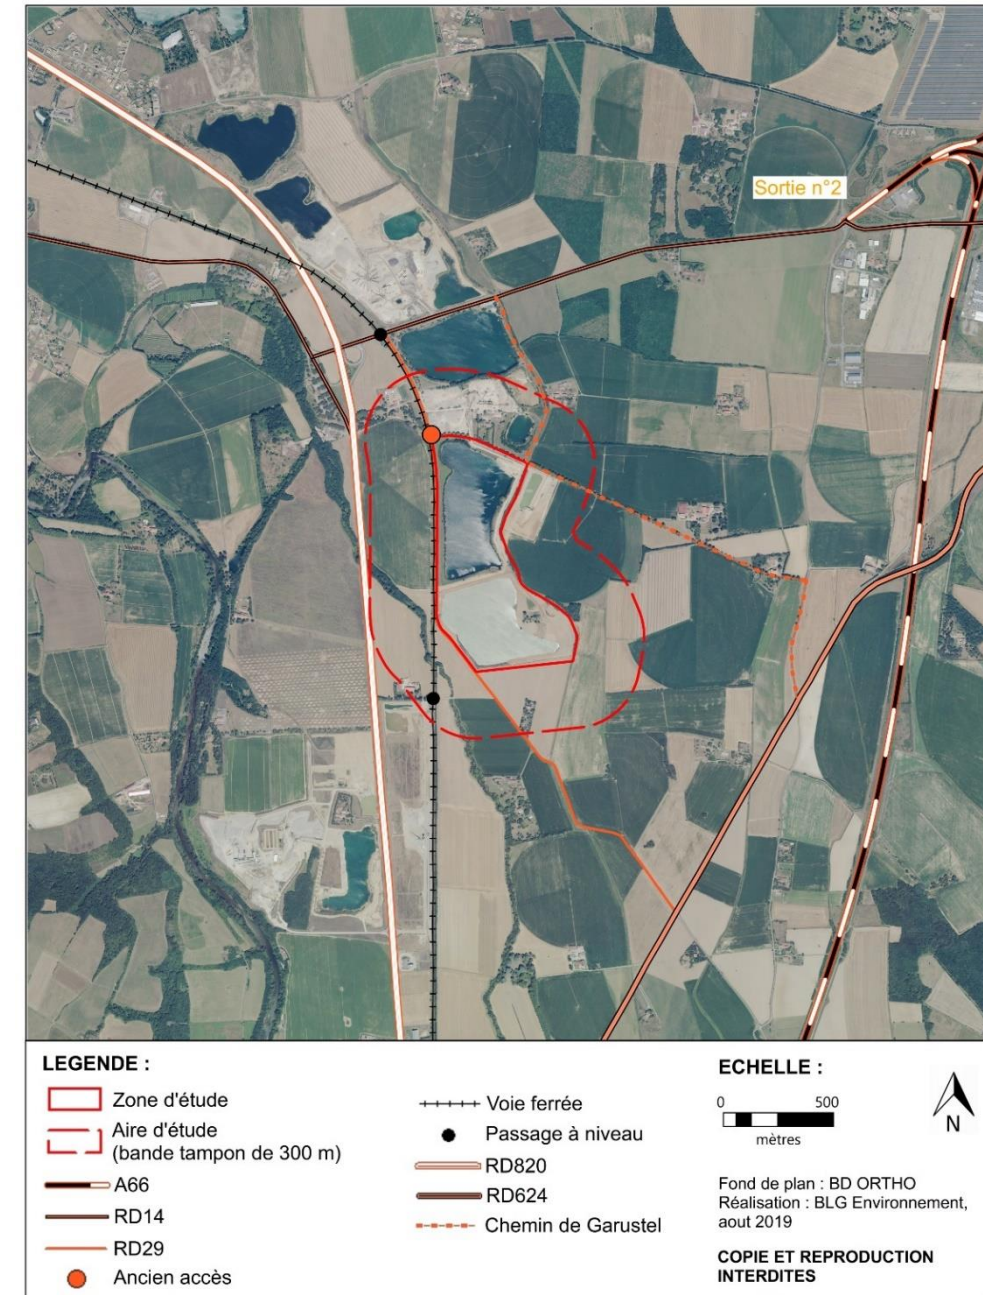 Sortie n°2
LEGENDE :
Zone d'étude
Aire d'étude
(bande tampon de 300 m)
A66
RD14
RD29
Ancien accès
Voie ferrée
Passage à niveau
RD820
RD624
Chemin de Garustel
ECHELLE :
0 500
mètres
N
Fond de plan : BD ORTHO
Réalisation : BLG Environnement,
aout 2019
COPIE ET REPRODUCTION
INTERDITES